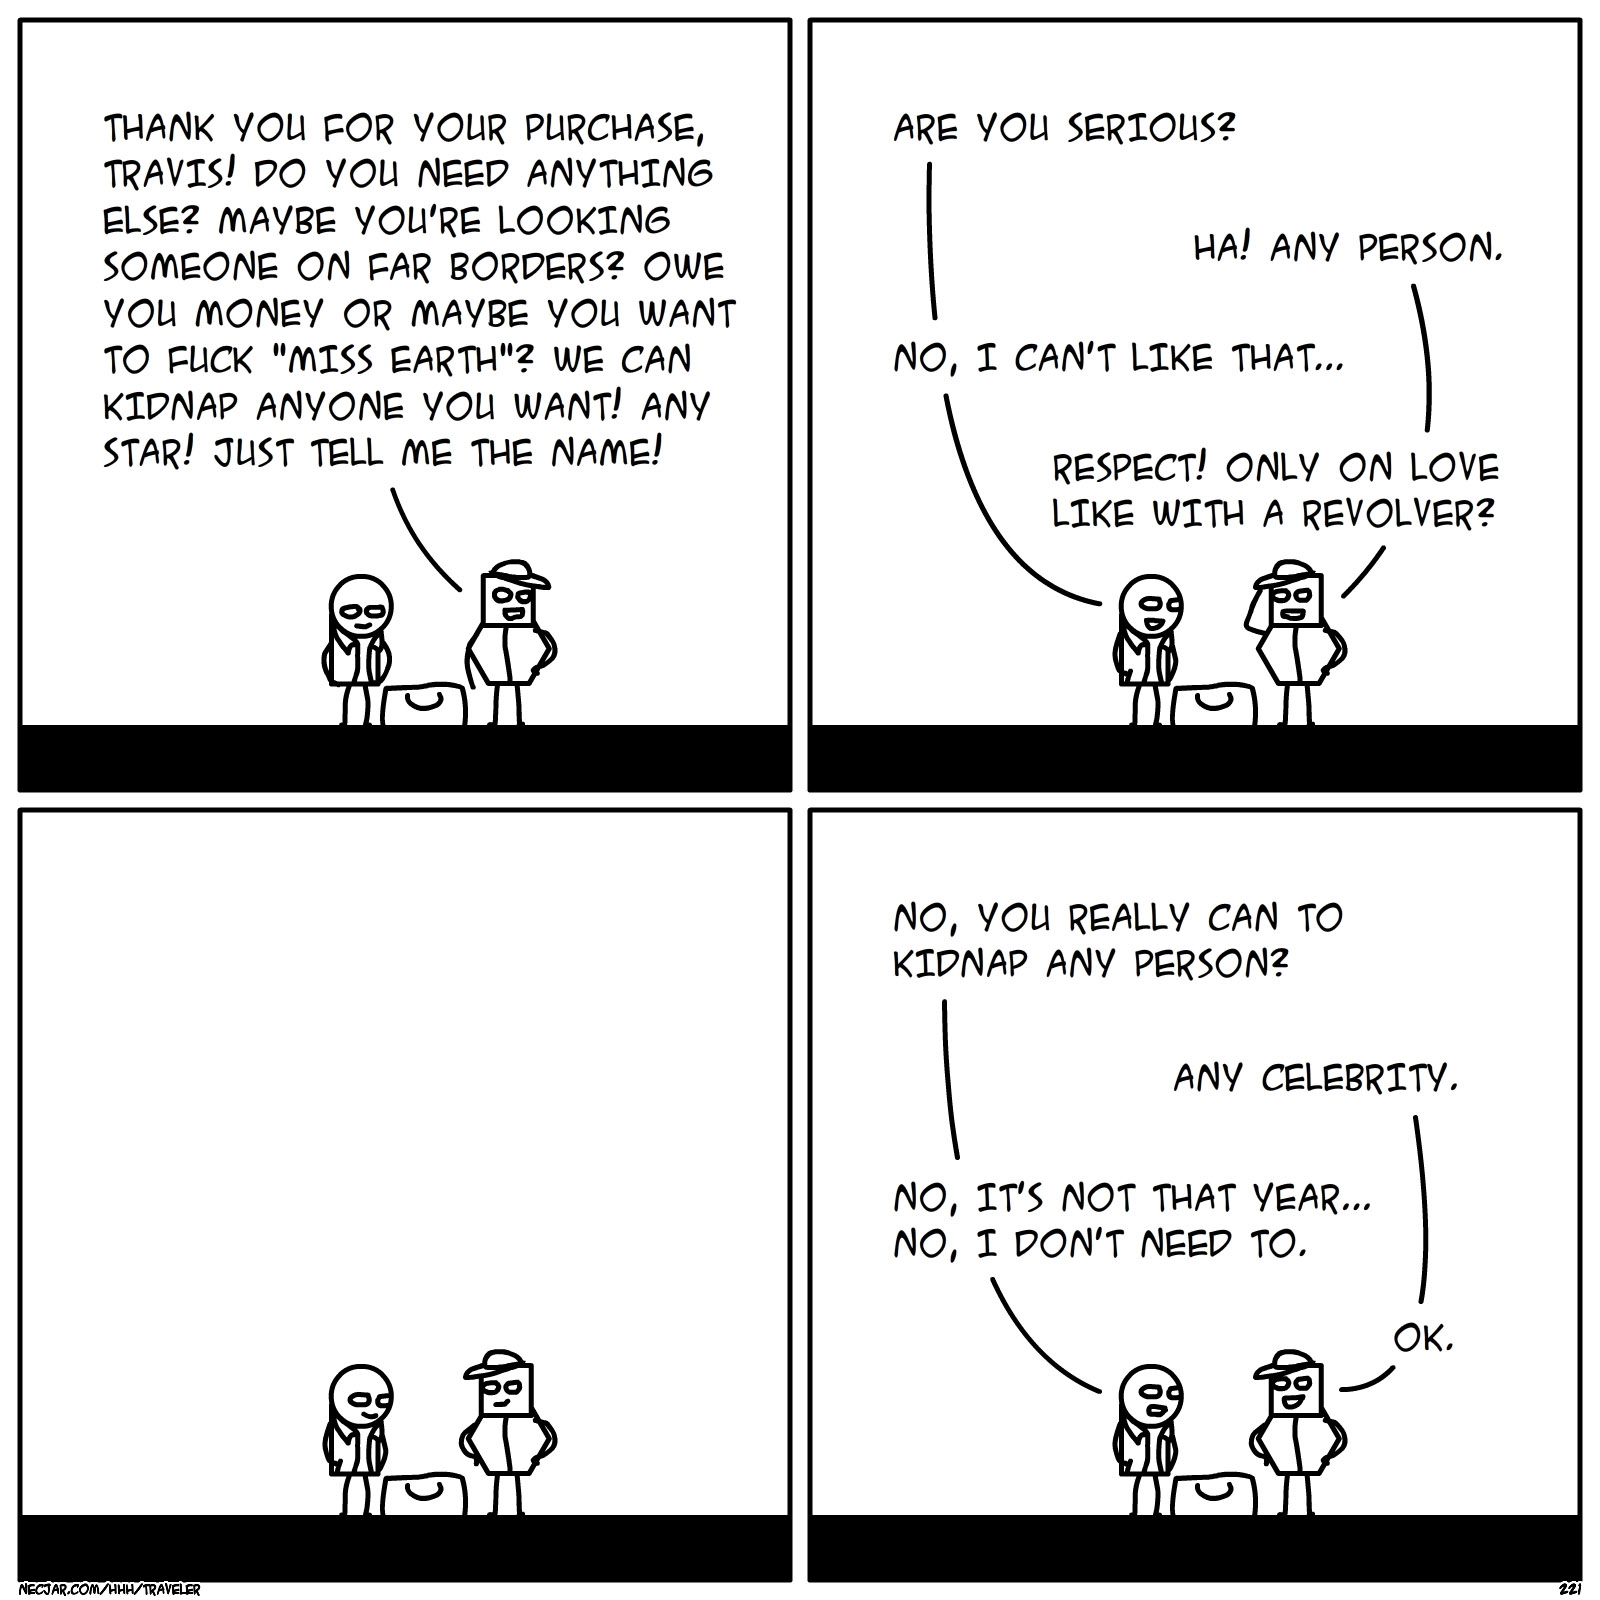 THANK YOU FOR YOUR PURCHASE,
TRAVIS! DO YOU NEED ANYTHING
ELSE? MAYBE YOU'RE LOOKING
SOMEONE ON FAR BORDERS? OWE
YOU MONEY OR MAYBE YOU WANT
TO FUCK "MISS EARTH"? WE CAN
KIDNAP ANYONE YOU WANT! ANY
STAR! JUST TELL ME THE NAME!
ARE YOU SERIOUS?
HA! ANY PERSON.
NO, I CAN'T LIKE THAT...
RESPECT! ONLY ON LOVE
LIKE WITH A REVOLVER?
NO, YOU REALLY CAN TO
KIDNAP ANY PERSON?
ANY CELEBRITY.
NO, IT'S NOT THAT YEAR...
NO, I DON'T NEED TO.
OK.
NECJAR.COM/HHH/TRAVELER
221